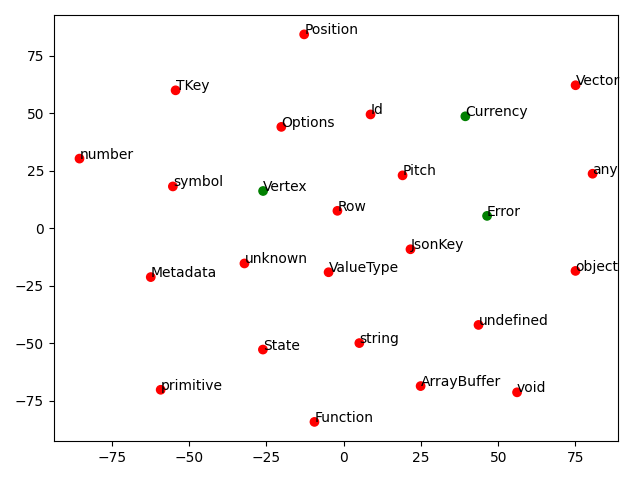 Position
75
TKey
Vector
50
Id
Currency
Options
number
25
symbol
Vertex
Pitch
any
Row
Error
0
JsonKey
unknown
ValueType
object
Metadata
−25
undefined
−50
State
string
primitive
ArrayBuffer
void
−75
Function
−75 −50 −25 0 25 50 75